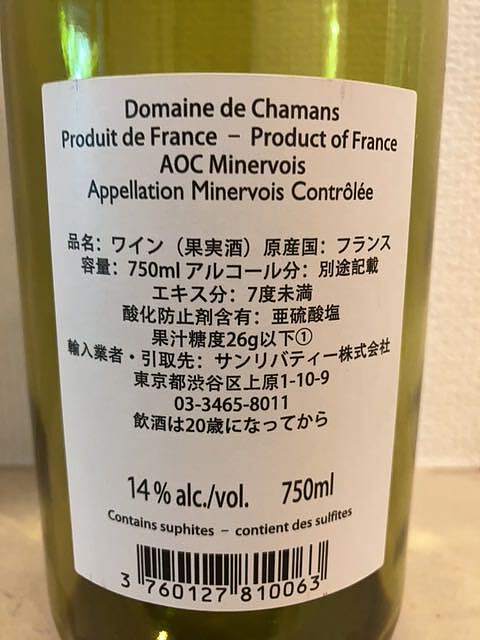 Domaine de Chamans
Produit de France – Product of France
AOC Minervois
Appellation Minervois Contrôlée
品名：ワイン（果実酒）原産国：フランス
容量：750ml アルコール分：別途記載
エキス分：7度未満
酸化防止剤含有：亜硫酸塩
果汁糖度26g以下①
輸入業者・引取先：サンリバティー株式会社
東京都渋谷区上原1-10-9
03-3465-8011
飲酒は20歳になってから
14 % alc./vol. 750ml
Contains suphites – contient des sulfites
3 760127 810063